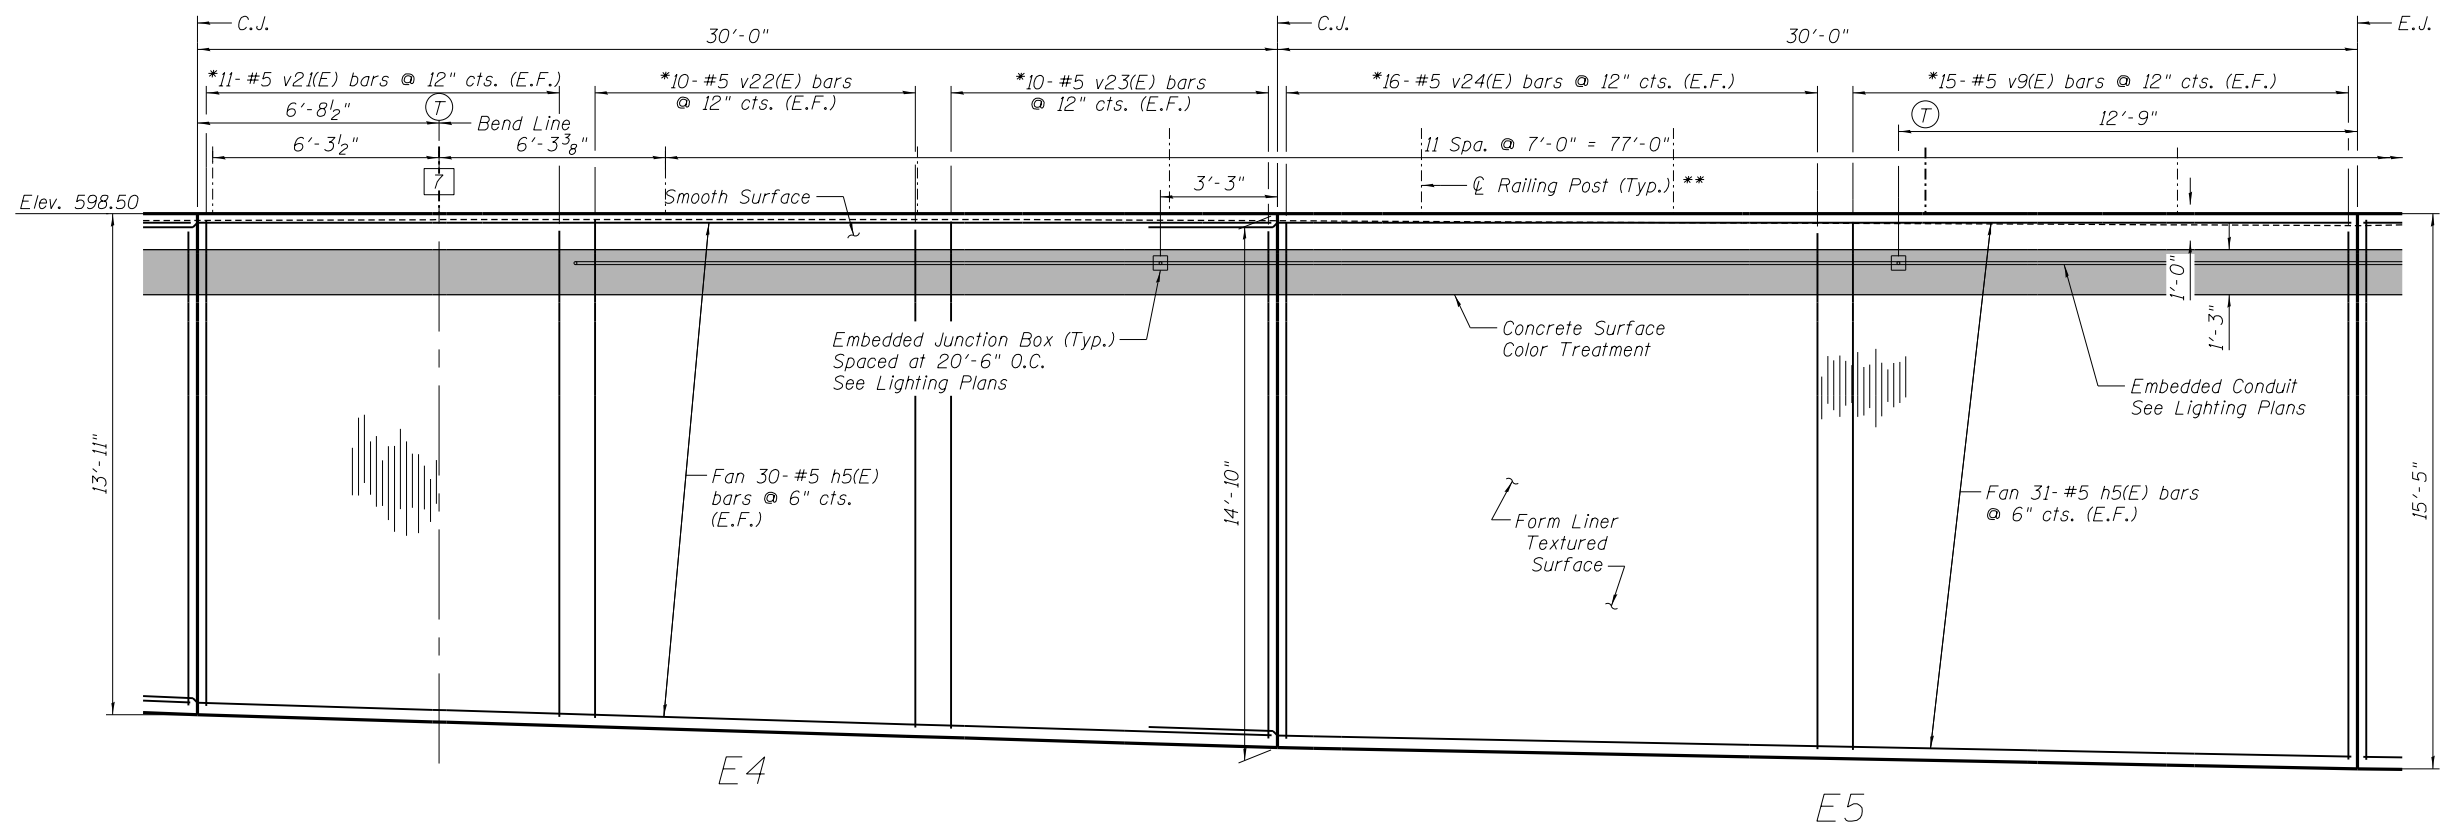 C.J.
C.J.
E.J.
30'-0"
30'-0"
*11-#5 v21(E) bars @ 12" cts. (E.F.)
*10-#5 v22(E) bars
@ 12" cts. (E.F.)
*10-#5 v23(E) bars
@ 12" cts. (E.F.)
*16-#5 v24(E) bars @ 12" cts. (E.F.)
*15-#5 v9(E) bars @ 12" cts. (E.F.)
6'-8½"
T
Bend Line
T
12'-9"
6'-3½"
6'-3⅜"
11 Spa. @ 7'-0" = 77'-0"
7
3'-3"
℄ Railing Post (Typ.) **
Elev. 598.50
Smooth Surface
1'-0"
1'-3"
Embedded Junction Box (Typ.)
Spaced at 20'-6" O.C.
See Lighting Plans
Concrete Surface
Color Treatment
Embedded Conduit
See Lighting Plans
13'-11"
Fan 30-#5 h5(E)
bars @ 6" cts.
(E.F.)
14'-10"
Form Liner
Textured
Surface
Fan 31-#5 h5(E) bars
@ 6" cts. (E.F.)
15'-5"
E4
E5